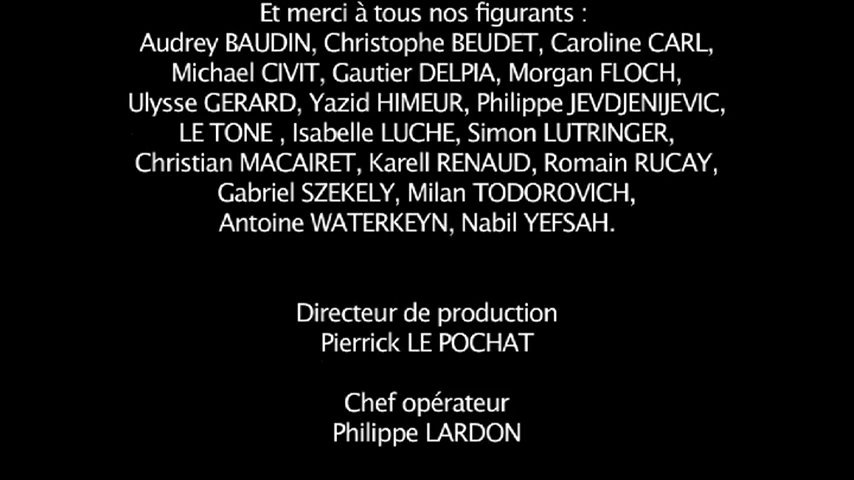 Et merci à tous nos figurants :
Audrey BAUDIN, Christophe BEUDET, Caroline CARL,
Michael CIVIT, Gautier DELPIA, Morgan FLOCH,
Ulysse GERARD, Yazid HIMEUR, Philippe JEVDJENIJEVIC,
LE TONE , Isabelle LUCHE, Simon LUTRINGER,
Christian MACAIRET, Karell RENAUD, Romain RUCAY,
Gabriel SZEKELY, Milan TODOROVICH,
Antoine WATERKEYN, Nabil YEFSAH.
Directeur de production
Pierrick LE POCHAT
Chef opérateur
Philippe LARDON